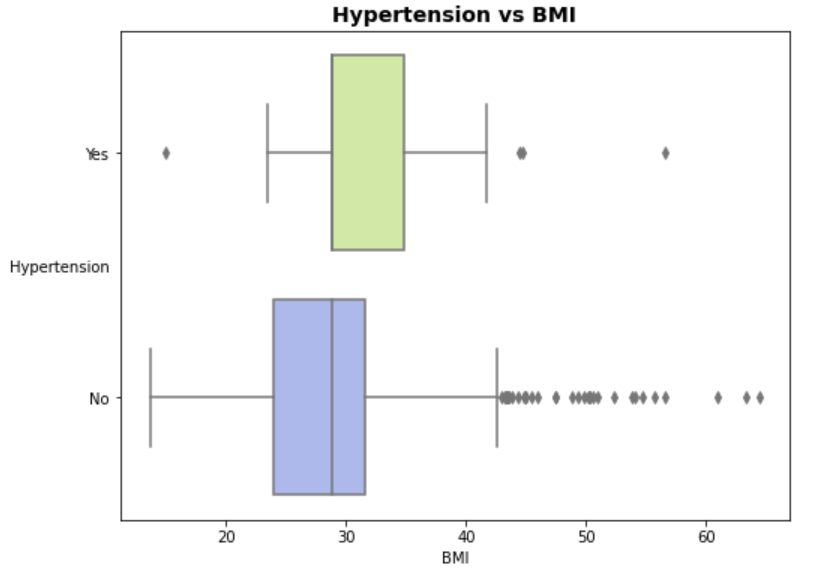 Hypertension vs BMI
Yes
Hypertension
No
20 30 40 50 60
BMI